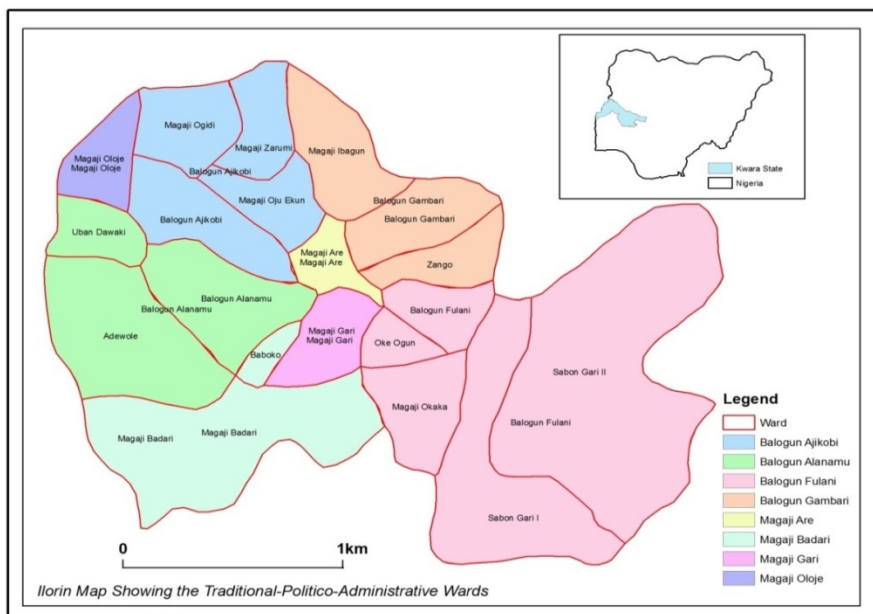 Magaji Ogidi
Magaji Zarumi
Magaji Ibagun
Magaji Oloje
Magaji Oloje
Balogun Ajikobi
Magaji Oju Ekun
Balogun Gambari
Balogun Ajikobi
Balogun Gambari
Uban Dawaki
Magaji Are
Magaji Are
Zango
Balogun Alanamu
Balogun Alanamu
Balogun Fulani
Adewole
Magaji Gari
Magaji Gari
Oke Ogun
Baboko
Sabon Gari II
Magaji Okaka
Balogun Fulani
Magaji Badari
Magaji Badari
Sabon Gari I
Kwara State
Nigeria
Legend
Ward
Balogun Ajikobi
Balogun Alanamu
Balogun Fulani
Balogun Gambari
Magaji Are
Magaji Badari
Magaji Gari
Magaji Oloje
0 1km
Ilorin Map Showing the Traditional-Politico-Administrative Wards